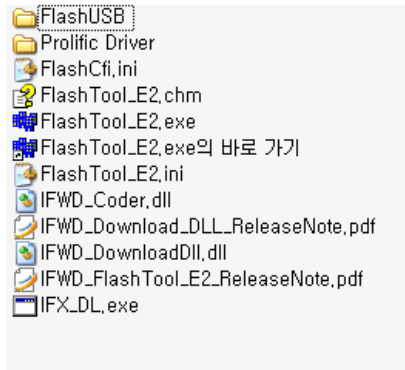 FlashUSB
Prolific Driver
FlashCfi.ini
FlashTool_E2.chm
FlashTool_E2.exe
FlashTool_E2.exe의 바로 가기
FlashTool_E2.ini
IFWD_Coder.dll
IFWD_Download_DLL_ReleaseNote.pdf
IFWD_DownloadDll.dll
IFWD_FlashTool_E2_ReleaseNote.pdf
IFX_DL.exe